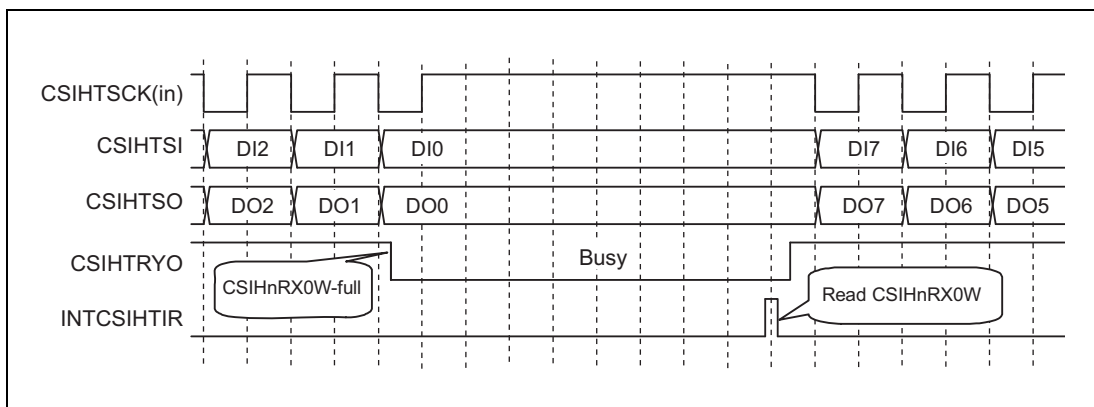 CSIHTSCK(in)
CSIHTSI DI2 DI1 DI0 DI7 DI6 DI5
CSIHTSO DO2 DO1 DO0 DO7 DO6 DO5
CSIHTRYO Busy
CSIHnRX0W-full
Read CSIHnRX0W
INTCSIHTIR